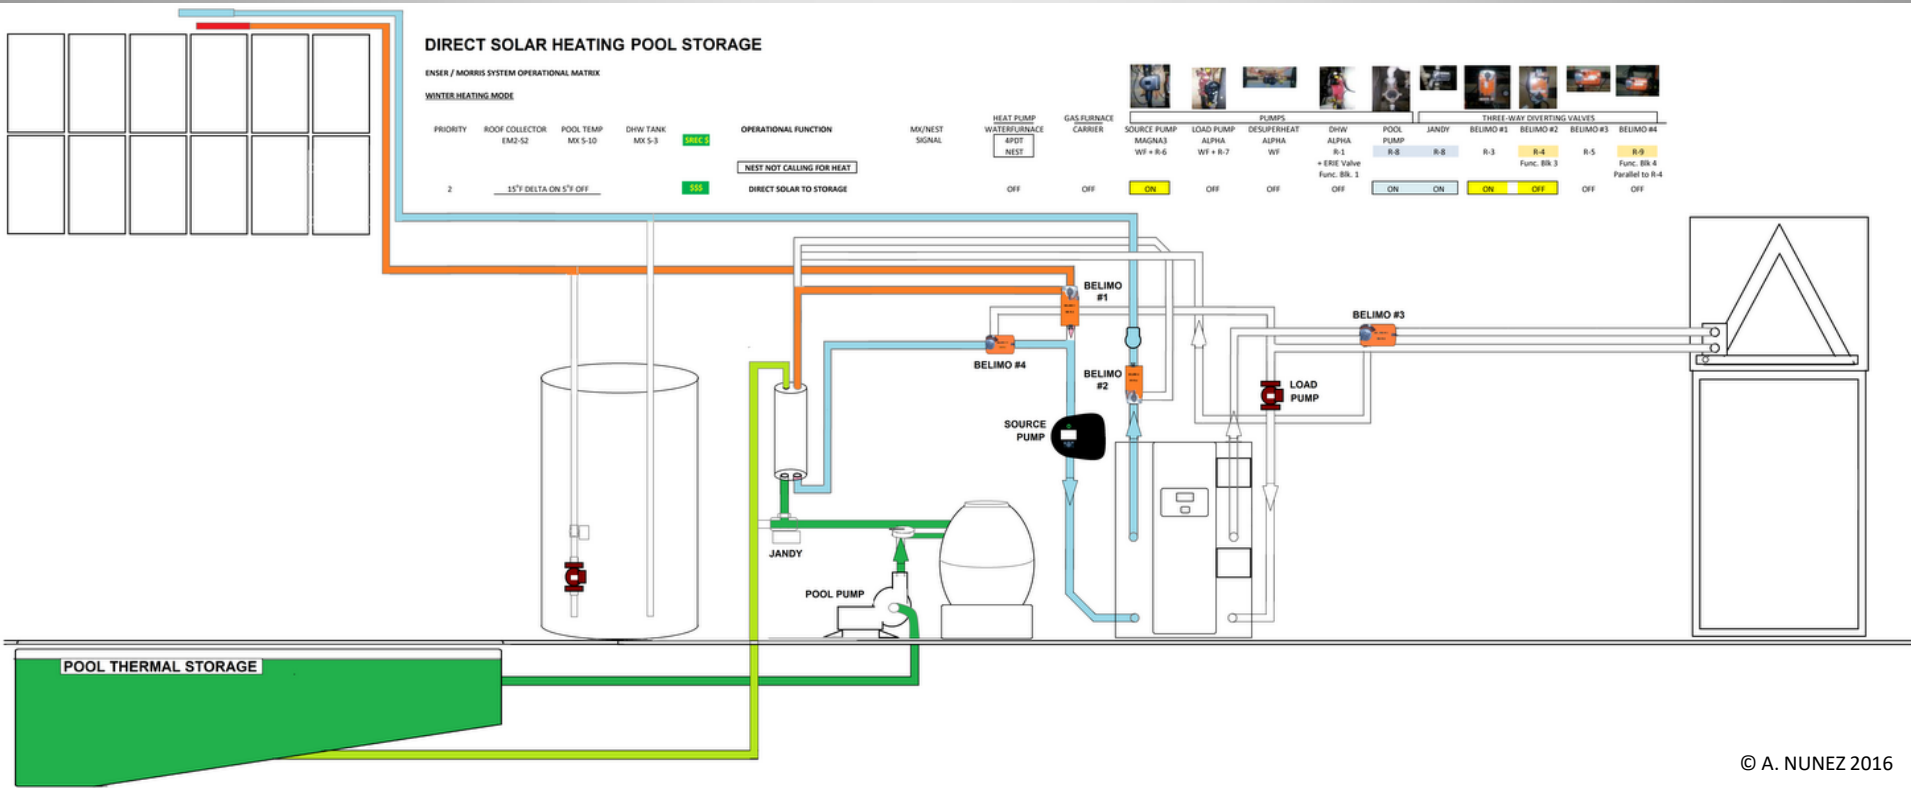 DIRECT SOLAR HEATING POOL STORAGE
ENSER / MORRIS SYSTEM OPERATIONAL MATRIX
WINTER HEATING MODE
HEAT PUMP GAS FURNACE PUMPS THREE-WAY DIVERTING VALVES
PRIORITY ROOF COLLECTOR POOL TEMP DHW TANK SREC $ OPERATIONAL FUNCTION MX/NEST WATERFURNACE CARRIER SOURCE PUMP LOAD PUMP DESUPERHEAT DHW POOL JANDY BELIMO #1 BELIMO #2 BELIMO #3 BELIMO #4
EM2-S2 MX S-10 MX S-3 SIGNAL 4PDT MAGNA3 ALPHA ALPHA ALPHA PUMP
NEST WF + R-6 WF + R-7 WF R-1 R-8 R-8 R-3 R-4 R-5 R-9
NEST NOT CALLING FOR HEAT + ERIE Valve Func. Blk 3 Func. Blk 4
Func. Blk. 1 Parallel to R-4
2 15°F DELTA ON 5°F OFF $$$ DIRECT SOLAR TO STORAGE OFF OFF ON OFF OFF OFF ON ON ON OFF OFF OFF
BELIMO
#1
BELIMO #3
BELIMO #4
BELIMO
#2
LOAD
PUMP
SOURCE
PUMP
JANDY
POOL PUMP
POOL THERMAL STORAGE
© A. NUNEZ 2016